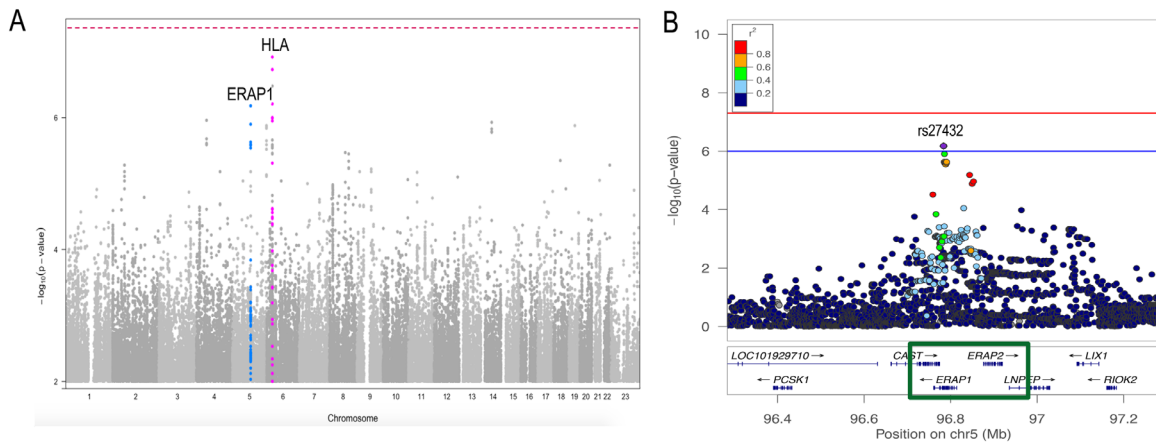 A
HLA
ERAP1
6
4
2
-log₁₀(p-value)
1 2 3 4 5 6 7 8 9 10 11 12 13 14 15 16 17 18 19 20 21 22 23
Chromosome
B
r²
0.8
0.6
0.4
0.2
rs27432
10
8
6
4
2
0
−log₁₀(p-value)
LOC101929710 → CAST → ERAP2 → → LIX1
← PCSK1 ← ERAP1 LNPEP → ← RIOK2
96.4 96.6 96.8 97 97.2
Position on chr5 (Mb)